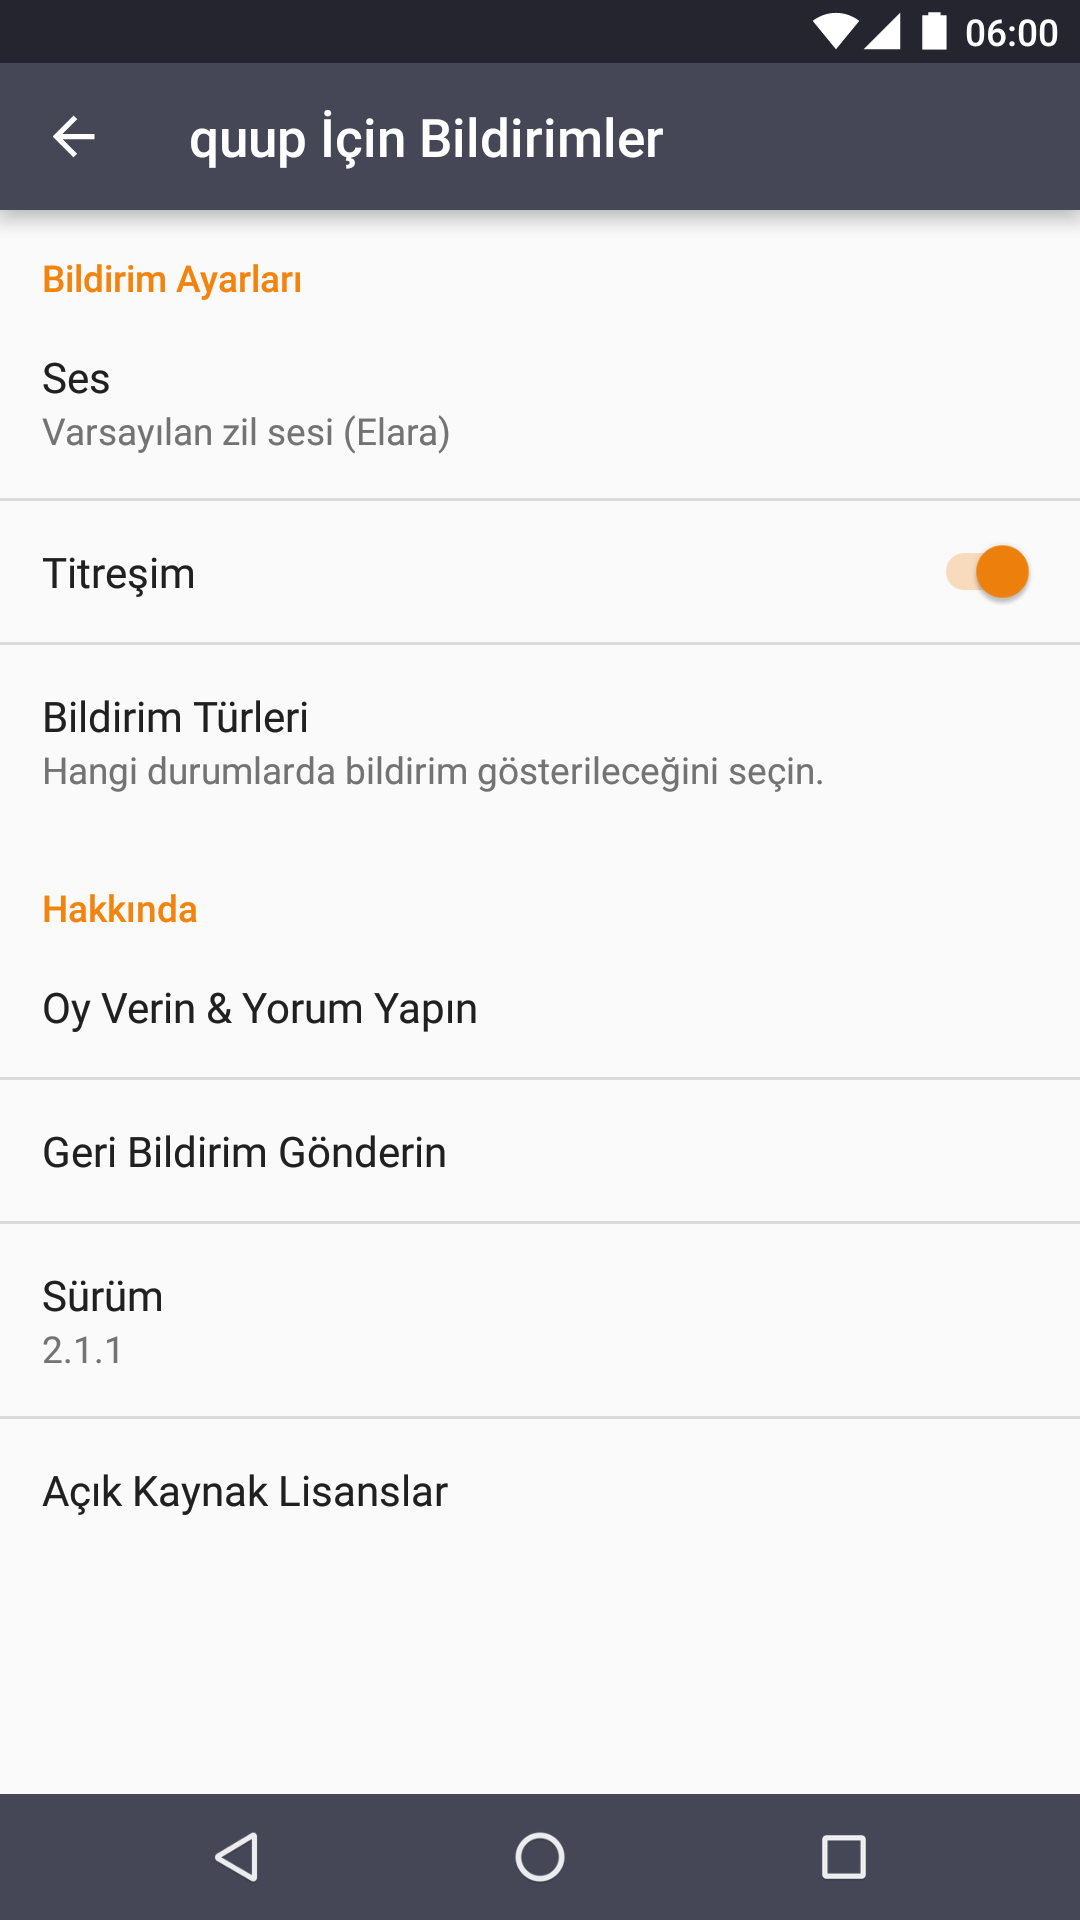 06:00
quup İçin Bildirimler
Bildirim Ayarları
Ses
Varsayılan zil sesi (Elara)
Titreşim
Bildirim Türleri
Hangi durumlarda bildirim gösterileceğini seçin.
Hakkında
Oy Verin & Yorum Yapın
Geri Bildirim Gönderin
Sürüm
2.1.1
Açık Kaynak Lisanslar